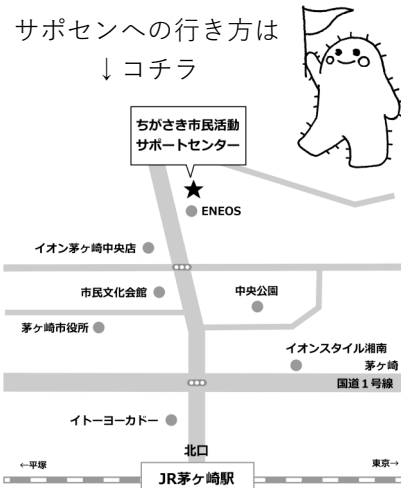 サポセンへの行き方は
↓コチラ
ちがさき市民活動
サポートセンター
ENEOS
イオン茅ヶ崎中央店
市民文化会館
中央公園
茅ヶ崎市役所
イオンスタイル湘南
茅ヶ崎
国道1号線
イトーヨーカドー
北口
←平塚
東京→
JR茅ヶ崎駅